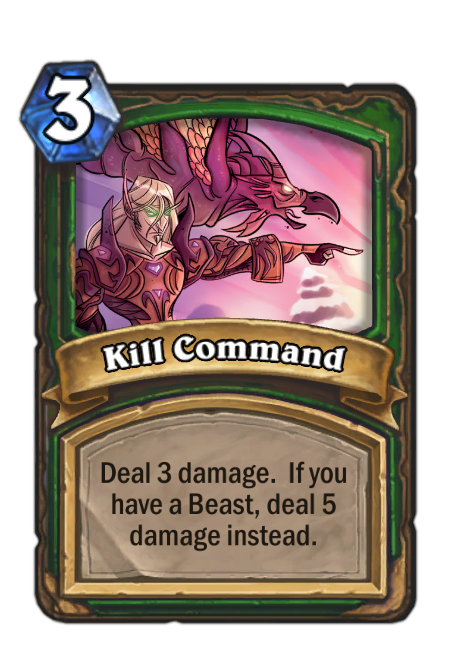 3
Kill Command
Deal 3 damage.  If you
have a Beast, deal 5
damage instead.